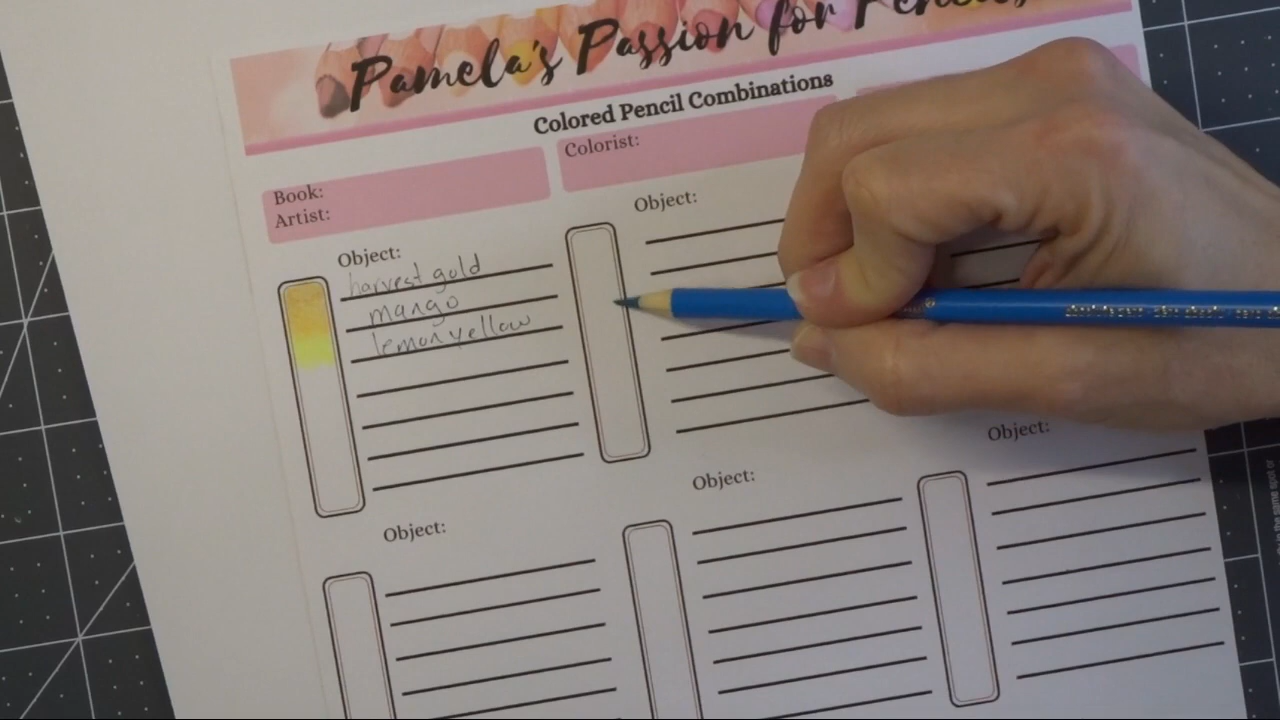 Pamela's Passion for Pencils
Colored Pencil Combinations
Book:
Artist:
Colorist:
Object:
harvest gold
mango
lemon yellow
Object:
Object:
Object:
Object: